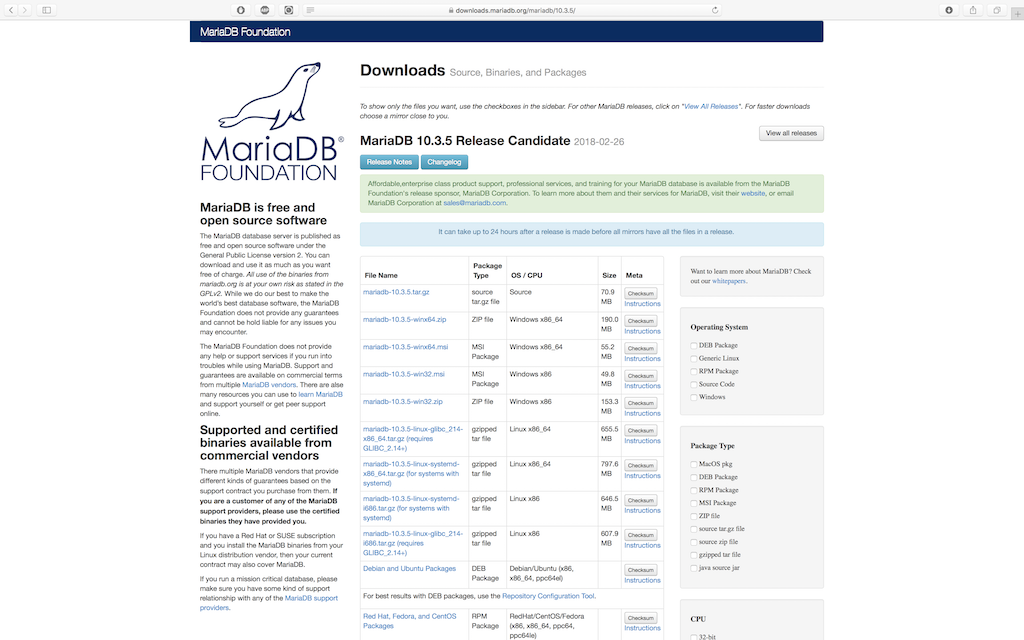 downloads.mariadb.org/mariadb/10.3.5/
MariaDB Foundation
MariaDB®
FOUNDATION
MariaDB is free and
open source software
The MariaDB database server is published as
free and open source software under the
General Public License version 2. You can
download and use it as much as you want
free of charge. All use of the binaries from
mariadb.org is at your own risk as stated in the
GPLv2. While we do our best to make the
world's best database software, the MariaDB
Foundation does not provide any guarantees
and cannot be hold liable for any issues you
may encounter.
The MariaDB Foundation does not provide
any help or support services if you run into
troubles while using MariaDB. Support and
guarantees are available on commercial terms
from multiple MariaDB vendors. There are also
many resources you can use to learn MariaDB
and support yourself or get peer support
online.
Supported and certified
binaries available from
commercial vendors
There multiple MariaDB vendors that provide
different kinds of guarantees based on the
support contract you purchase from them. If
you are a customer of any of the MariaDB
support providers, please use the certified
binaries they have provided you.
If you have a Red Hat or SUSE subscription
and you install the MariaDB binaries from your
Linux distribution vendor, then your current
contract may also cover MariaDB.
If you run a mission critical database, please
make sure you have some kind of support
relationship with any of the MariaDB support
providers.
Downloads Source, Binaries, and Packages
To show only the files you want, use the checkboxes in the sidebar. For other MariaDB releases, click on "View All Releases". For faster downloads
choose a mirror close to you.
View all releases
MariaDB 10.3.5 Release Candidate 2018-02-26
Release Notes Changelog
Affordable,enterprise class product support, professional services, and training for your MariaDB database is available from the MariaDB
Foundation's release sponsor, MariaDB Corporation. To learn more about them and their services for MariaDB, visit their website, or email
MariaDB Corporation at sales@mariadb.com.
It can take up to 24 hours after a release is made before all mirrors have all the files in a release.
File Name Package Type OS / CPU Size Meta
mariadb-10.3.5.tar.gz source tar.gz file Source 70.9 MB Checksum Instructions
mariadb-10.3.5-winx64.zip ZIP file Windows x86_64 190.0 MB Checksum Instructions
mariadb-10.3.5-winx64.msi MSI Package Windows x86_64 55.2 MB Checksum Instructions
mariadb-10.3.5-win32.msi MSI Package Windows x86 49.8 MB Checksum Instructions
mariadb-10.3.5-win32.zip ZIP file Windows x86 153.3 MB Checksum Instructions
mariadb-10.3.5-linux-glibc_214-x86_64.tar.gz (requires GLIBC_2.14+) gzipped tar file Linux x86_64 655.5 MB Checksum Instructions
mariadb-10.3.5-linux-systemd-x86_64.tar.gz (for systems with systemd) gzipped tar file Linux x86_64 797.6 MB Checksum Instructions
mariadb-10.3.5-linux-systemd-i686.tar.gz (for systems with systemd) gzipped tar file Linux x86 646.5 MB Checksum Instructions
mariadb-10.3.5-linux-glibc_214-i686.tar.gz (requires GLIBC_2.14+) gzipped tar file Linux x86 607.9 MB Checksum Instructions
Debian and Ubuntu Packages DEB Package Debian/Ubuntu (x86, x86_64, ppc64el) Checksum Instructions
For best results with DEB packages, use the Repository Configuration Tool.
Red Hat, Fedora, and CentOS Packages RPM Package RedHat/CentOS/Fedora (x86, x86_64, ppc64, ppc64le) Checksum Instructions
Want to learn more about MariaDB? Check
out our whitepapers.
Operating System
DEB Package
Generic Linux
RPM Package
Source Code
Windows
Package Type
MacOS pkg
DEB Package
RPM Package
MSI Package
ZIP file
source tar.gz file
source zip file
gzipped tar file
java source jar
CPU
32-bit